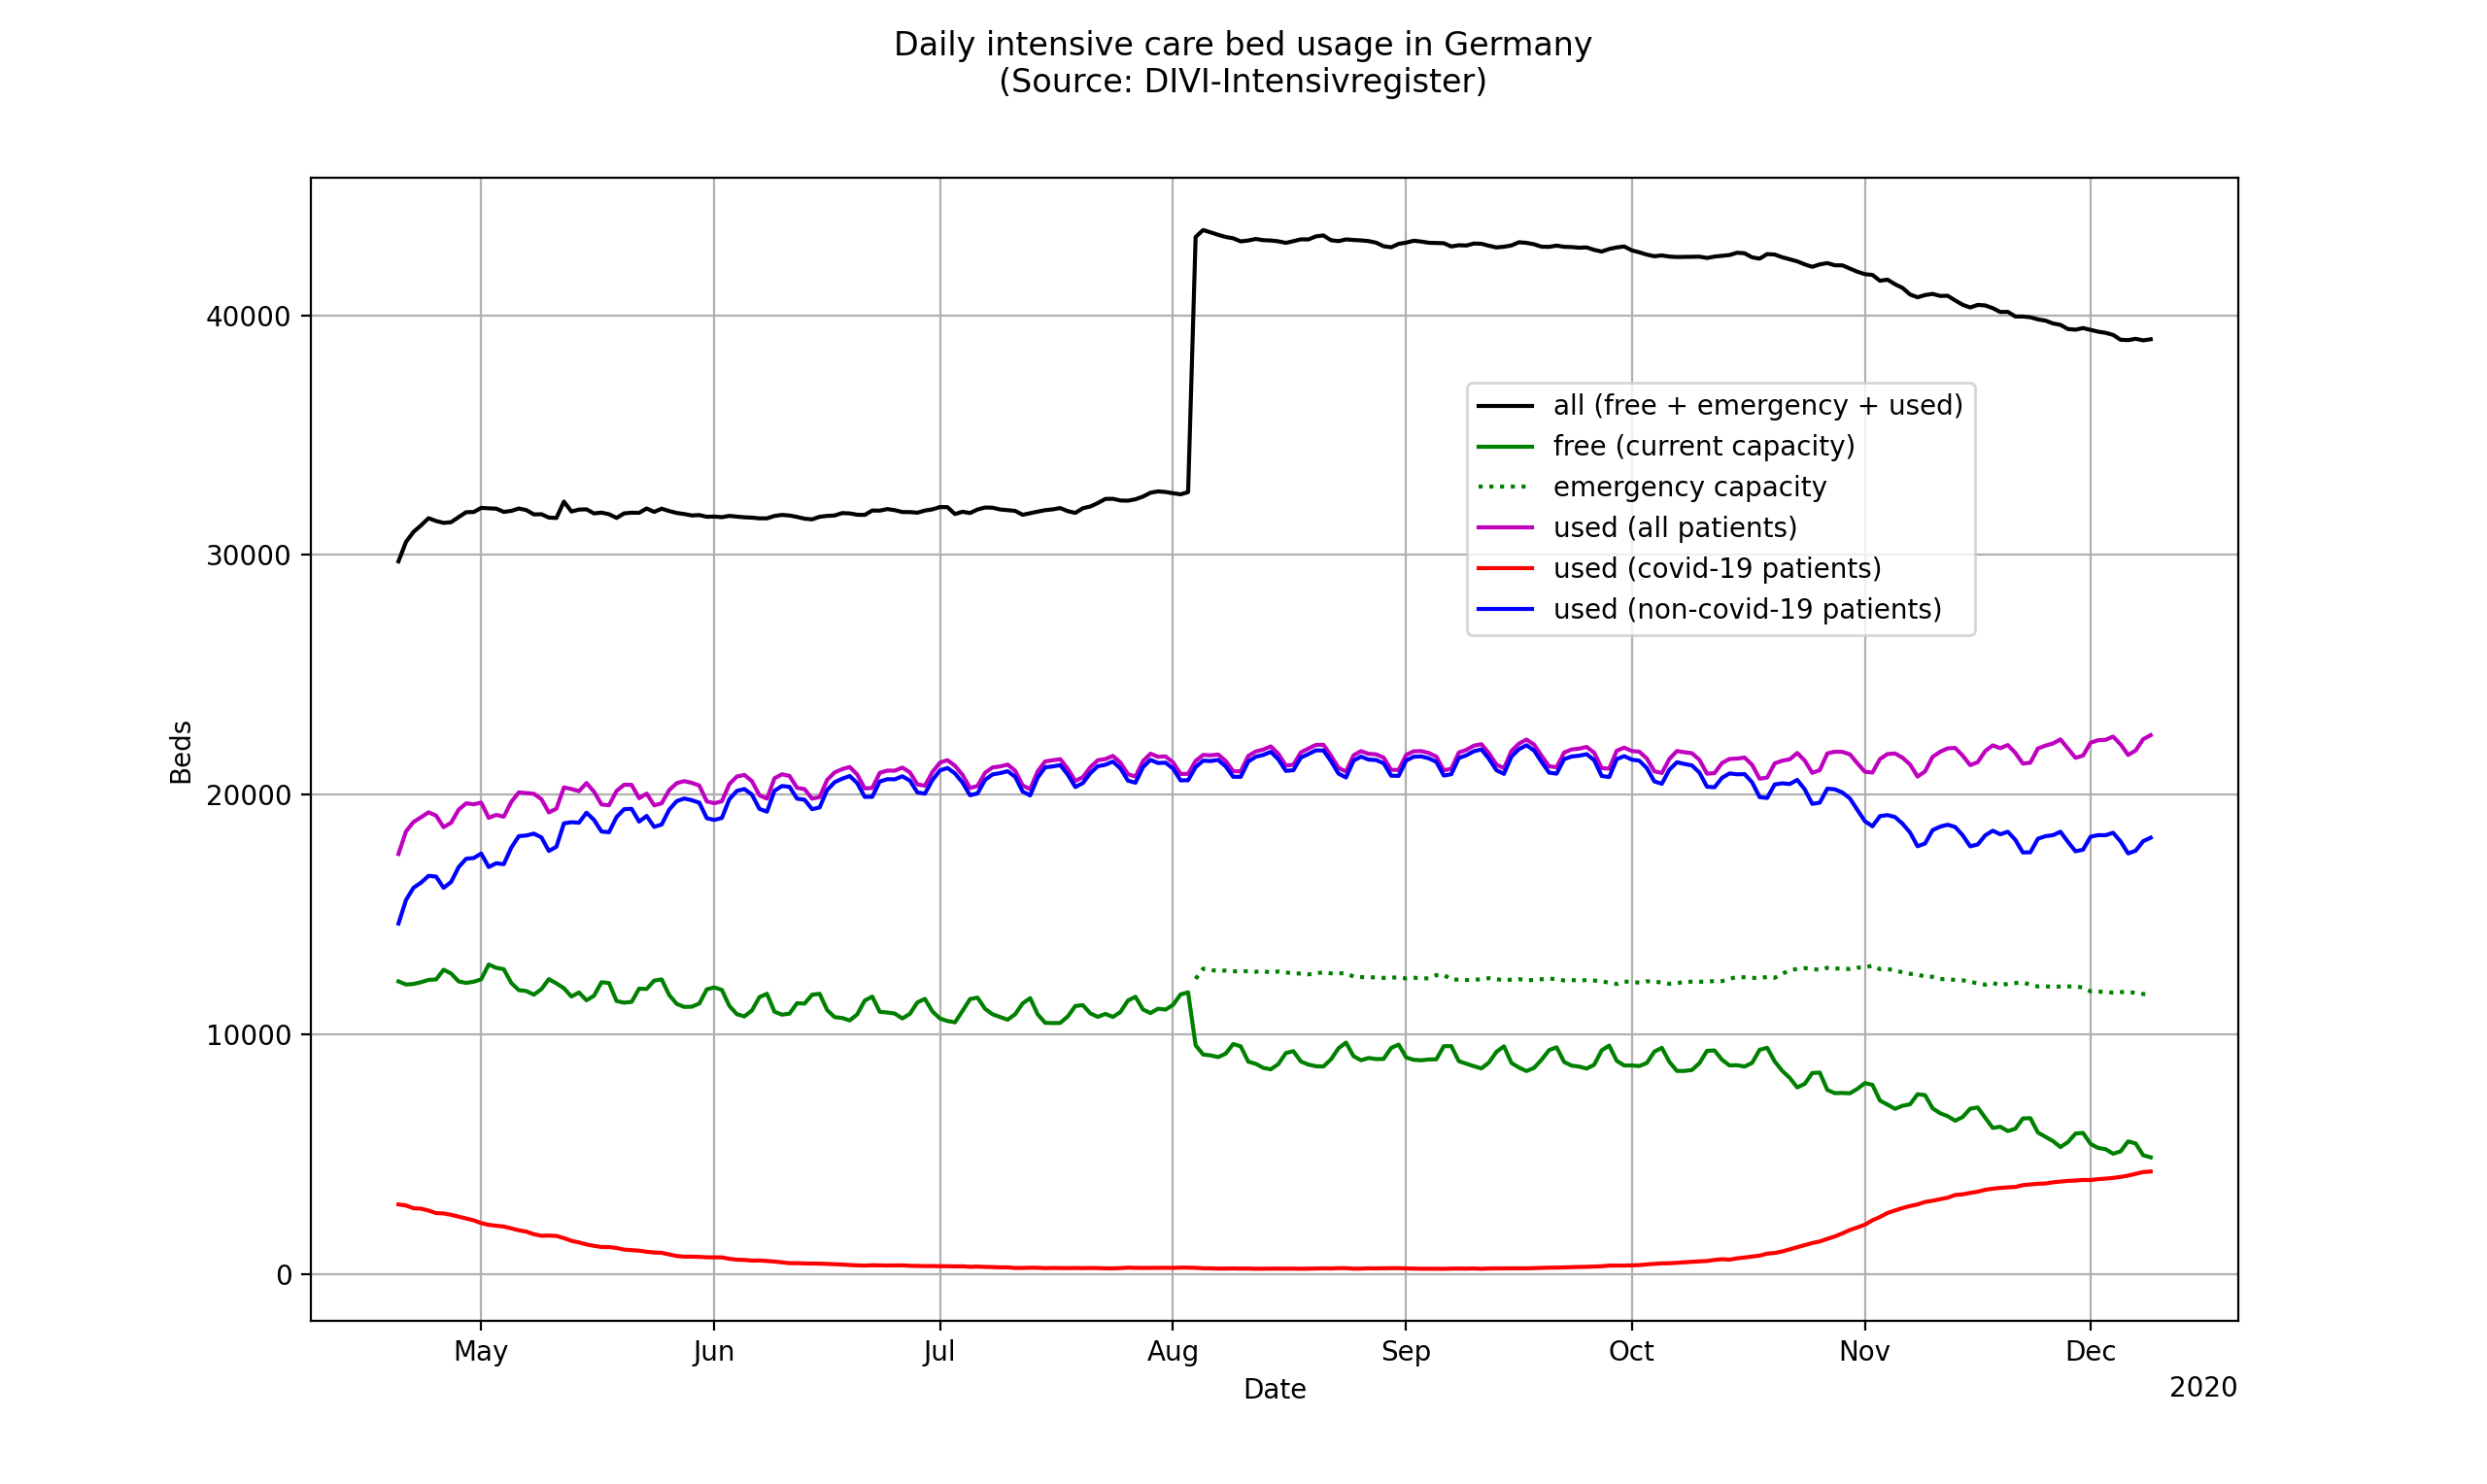 Daily intensive care bed usage in Germany
(Source: DIVI-Intensivregister)
Beds
40000
30000
20000
10000
0
all (free + emergency + used)
free (current capacity)
emergency capacity
used (all patients)
used (covid-19 patients)
used (non-covid-19 patients)
May Jun Jul Aug Sep Oct Nov Dec
Date
2020